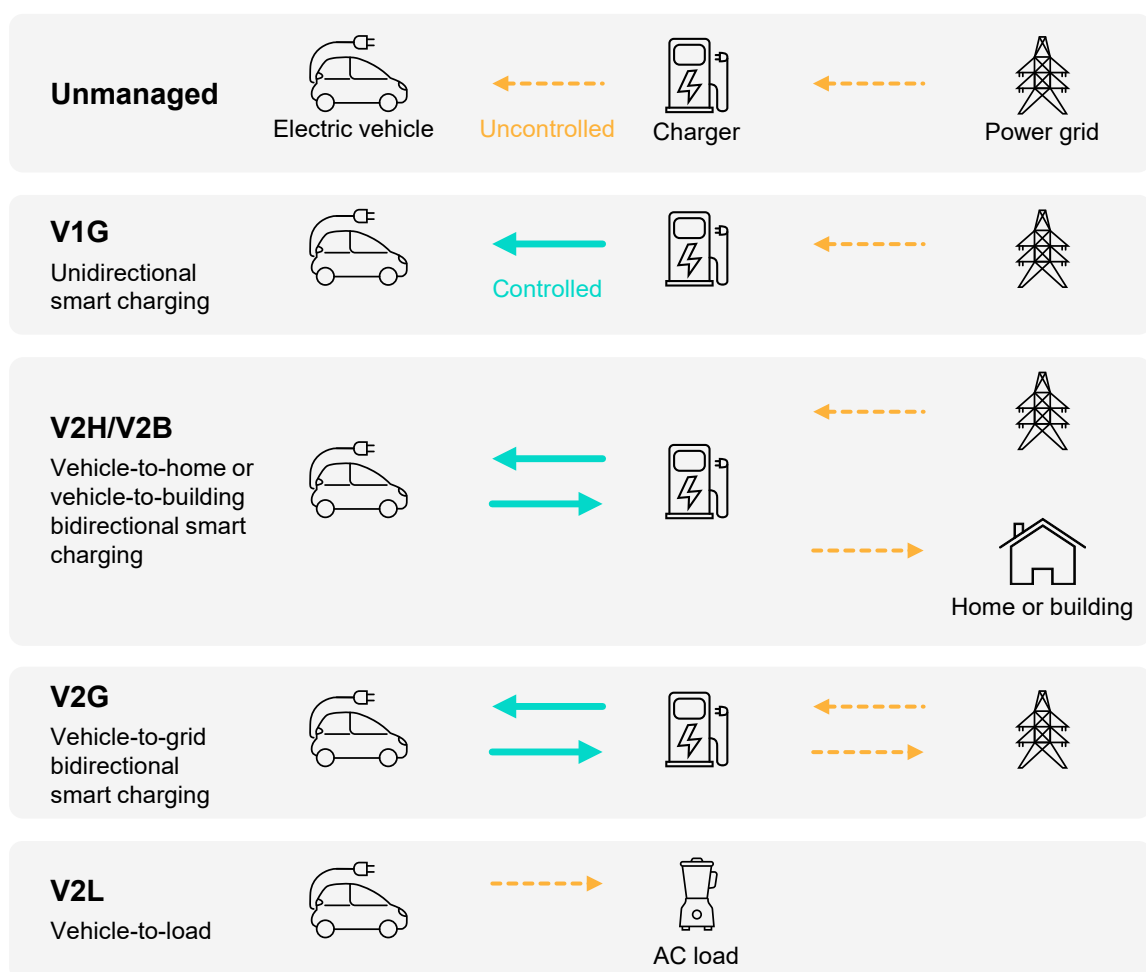 Unmanaged
Electric vehicle
Uncontrolled
Charger
Power grid
V1G
Unidirectional
smart charging
Controlled
V2H/V2B
Vehicle-to-home or
vehicle-to-building
bidirectional smart
charging
Home or building
V2G
Vehicle-to-grid
bidirectional
smart charging
V2L
Vehicle-to-load
AC load